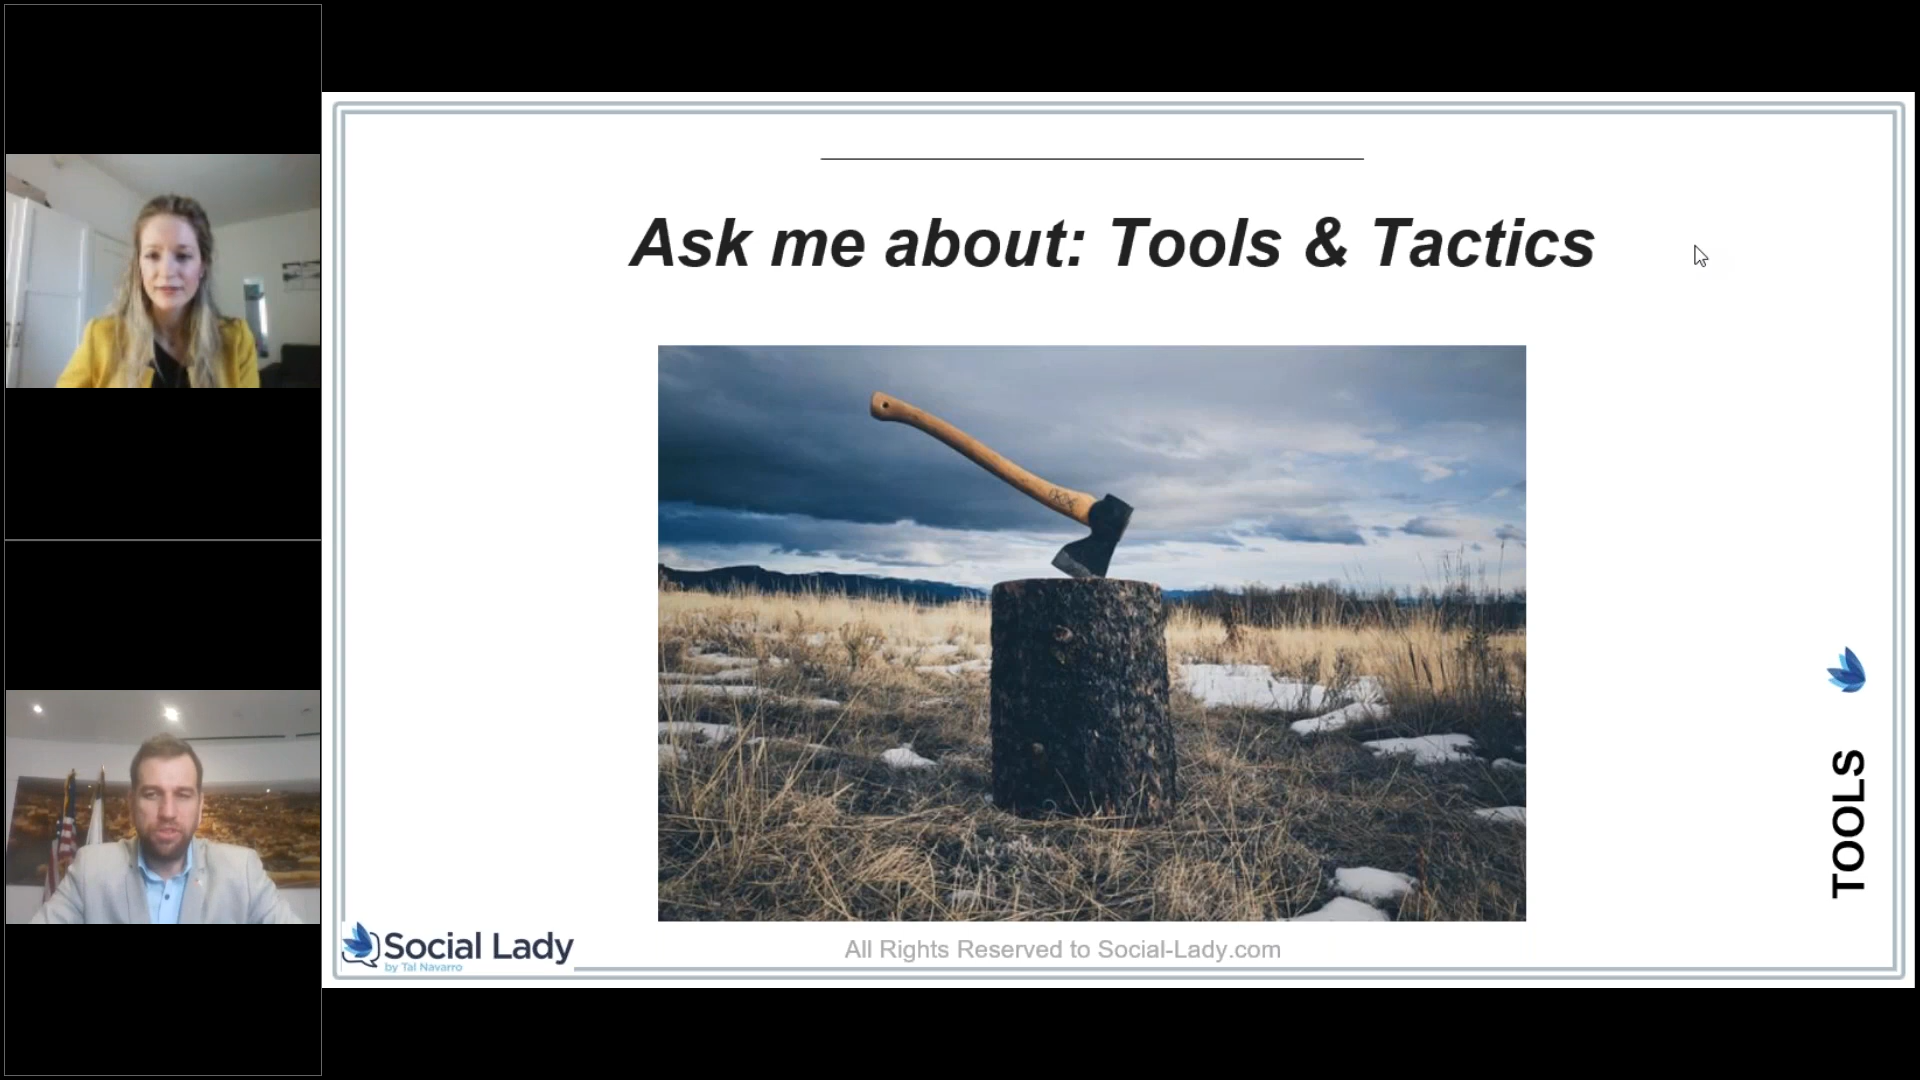 Ask me about: Tools & Tactics
TOOLS
Social Lady
by Tal Navarro
All Rights Reserved to Social-Lady.com